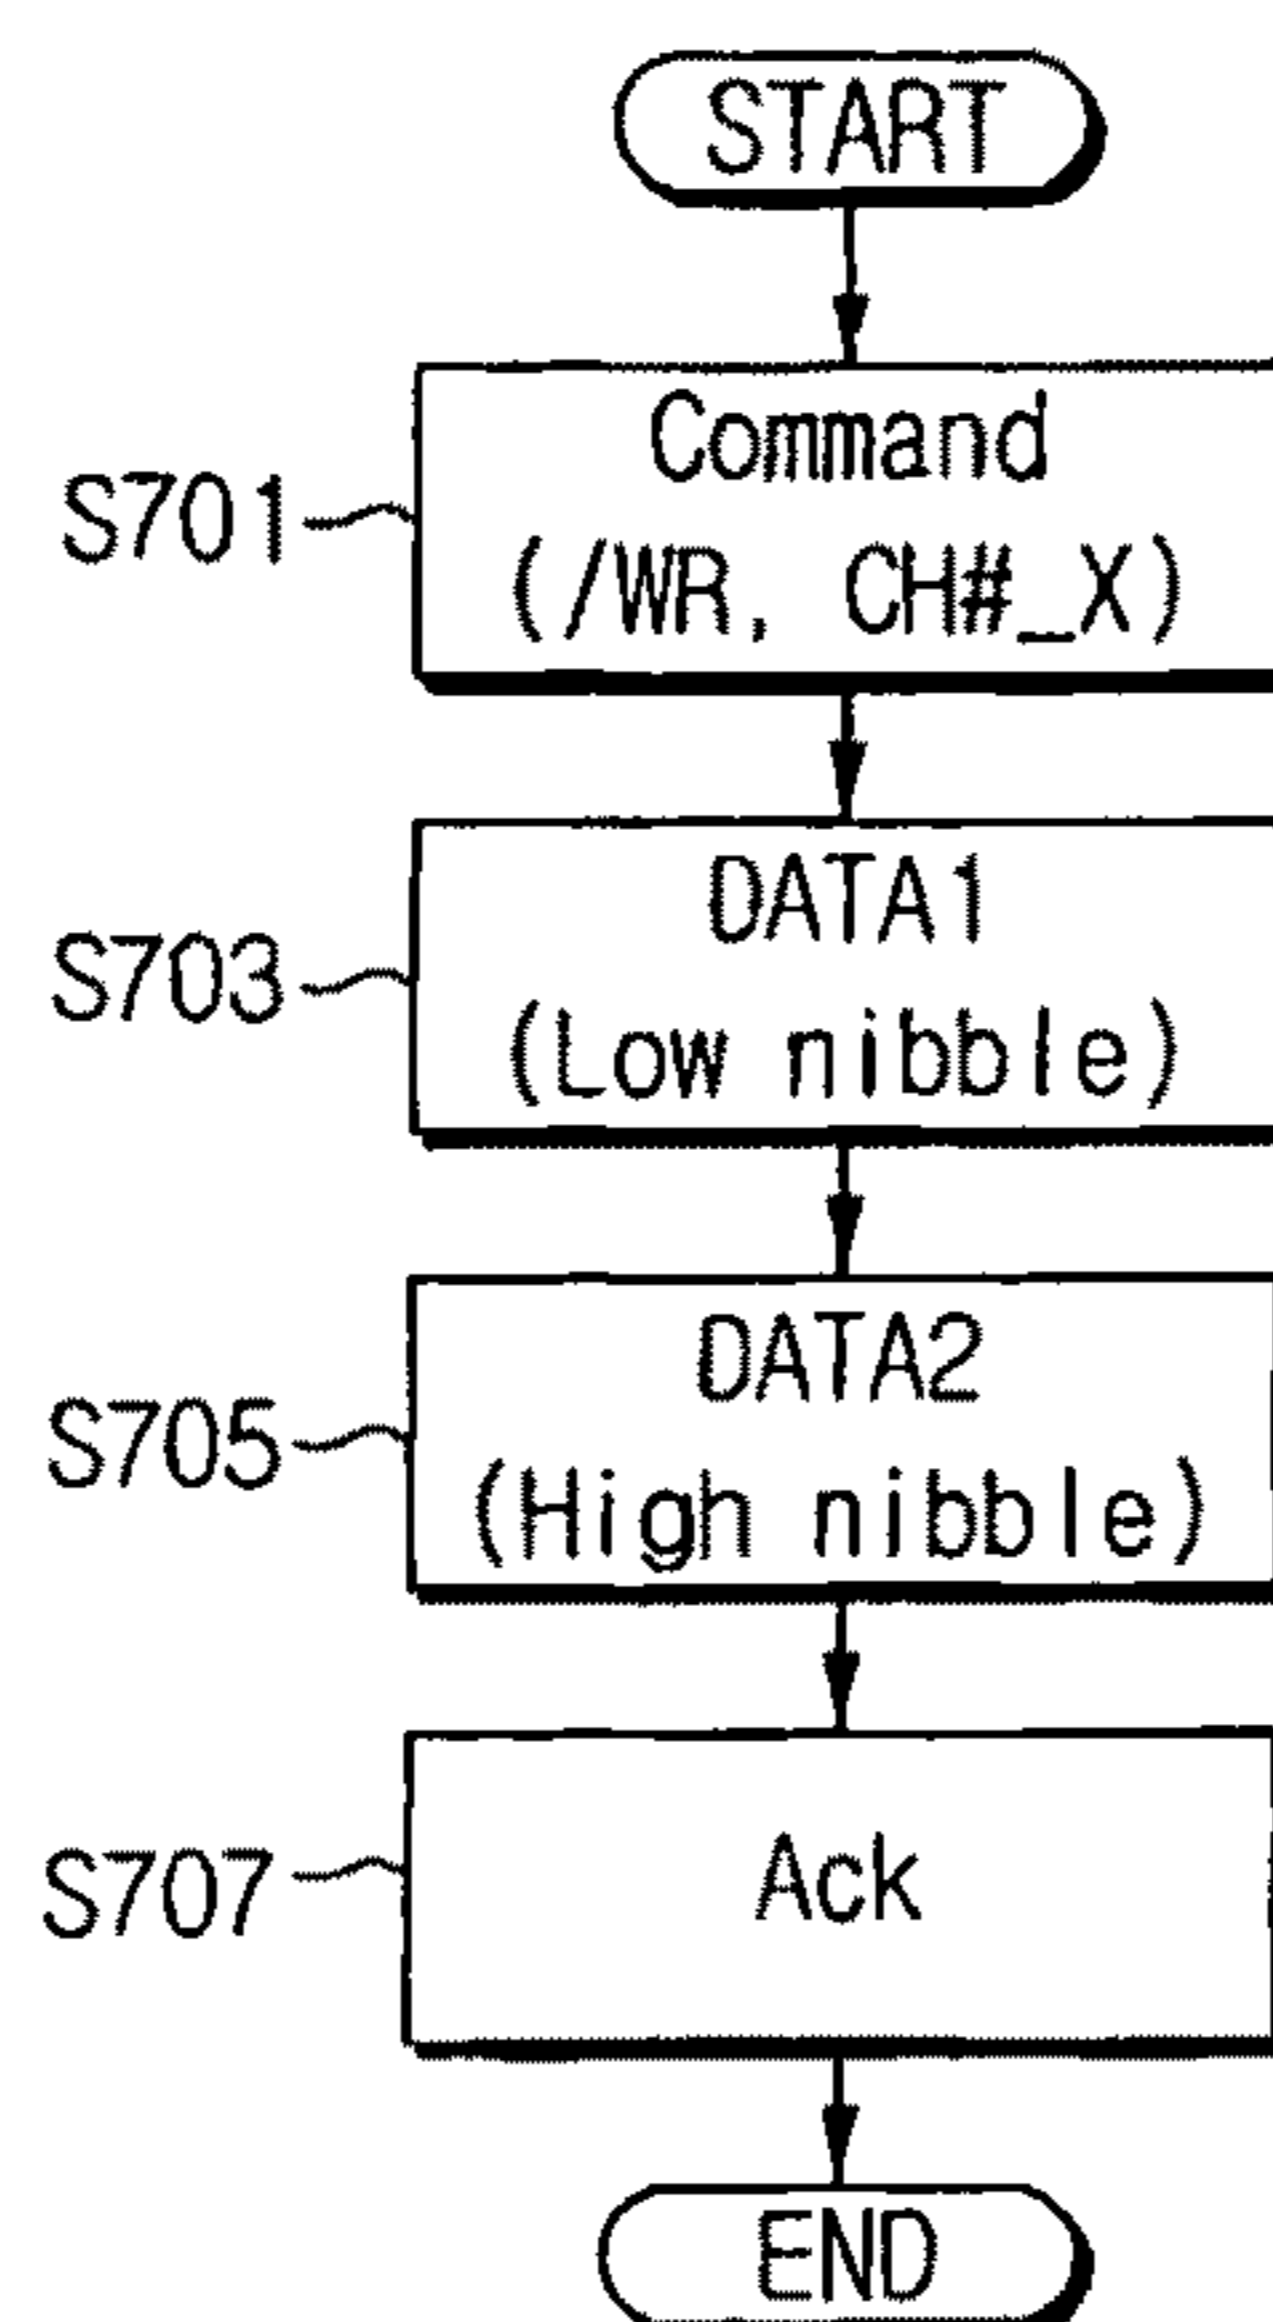 START
Command
S701
(/WR, CH#_X)
DATA1
S703
(Low nibble)
DATA2
S705
(High nibble)
S707
Ack
END